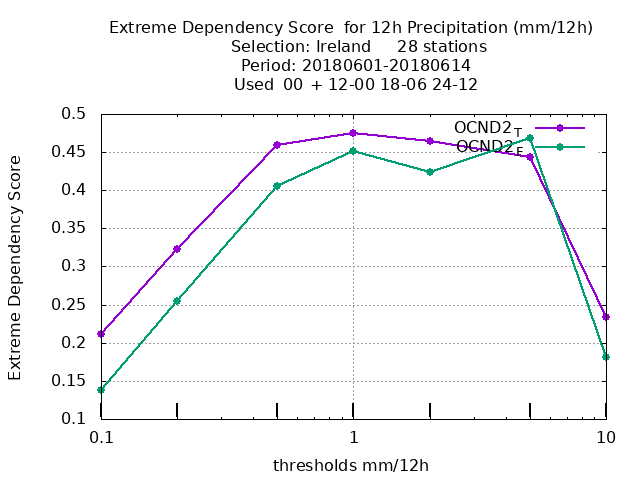 Extreme Dependency Score  for 12h Precipitation (mm/12h)
Selection: Ireland     28 stations
Period: 20180601-20180614
Used  00  + 12-00 18-06 24-12
0.5
0.45
0.4
0.35
0.3
0.25
0.2
0.15
0.1
Extreme Dependency Score
OCND2T
OCND2F
0.1
1
10
thresholds mm/12h